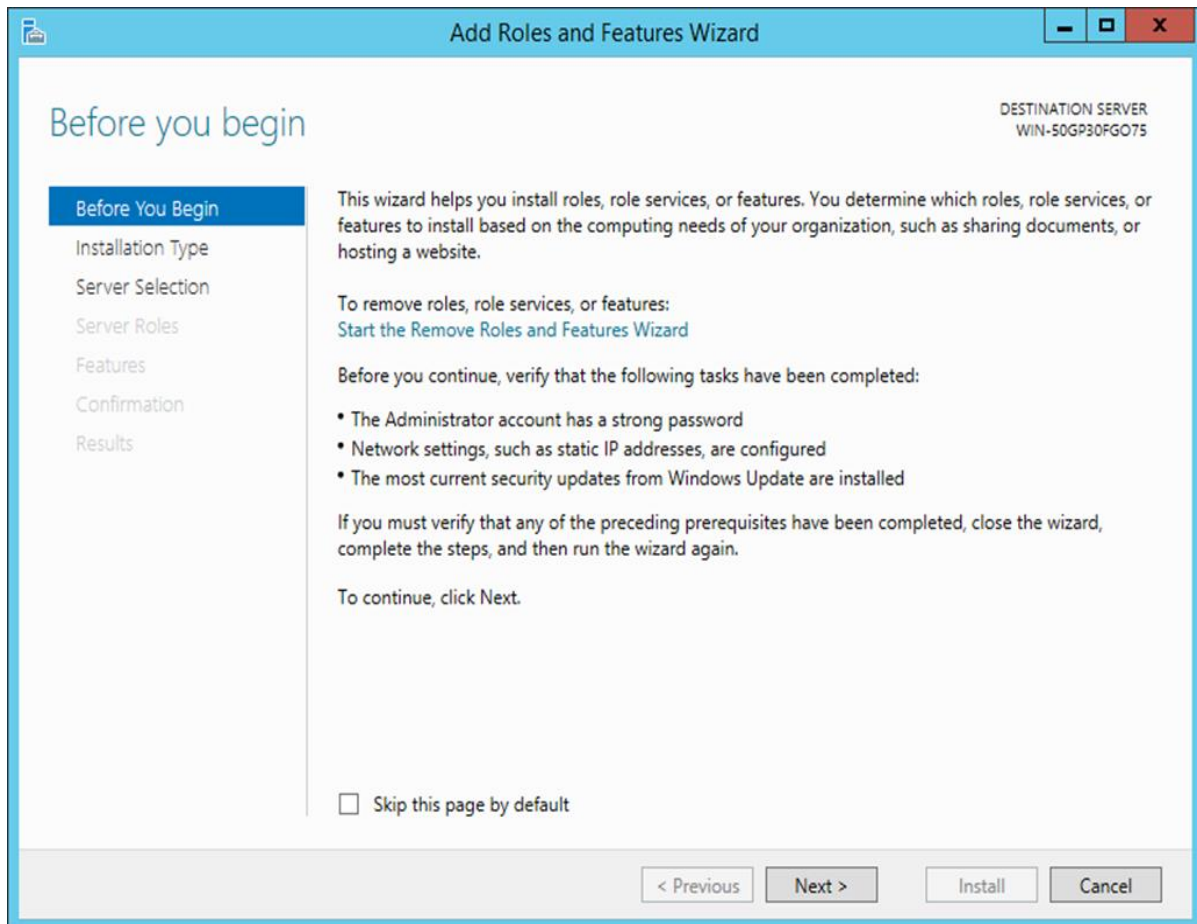 Add Roles and Features Wizard
Before you begin
DESTINATION SERVER
WIN-50GP30FGO75
Before You Begin
Installation Type
Server Selection
Server Roles
Features
Confirmation
Results
This wizard helps you install roles, role services, or features. You determine which roles, role services, or
features to install based on the computing needs of your organization, such as sharing documents, or
hosting a website.
To remove roles, role services, or features:
Start the Remove Roles and Features Wizard
Before you continue, verify that the following tasks have been completed:
• The Administrator account has a strong password
• Network settings, such as static IP addresses, are configured
• The most current security updates from Windows Update are installed
If you must verify that any of the preceding prerequisites have been completed, close the wizard,
complete the steps, and then run the wizard again.
To continue, click Next.
Skip this page by default
< Previous
Next >
Install
Cancel